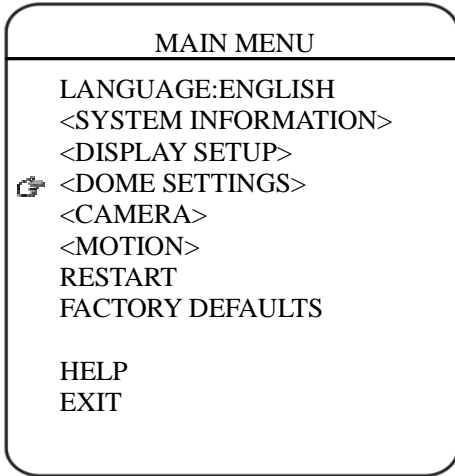 MAIN MENU
LANGUAGE:ENGLISH
<SYSTEM INFORMATION>
<DISPLAY SETUP>
<DOME SETTINGS>
<CAMERA>
<MOTION>
RESTART
FACTORY DEFAULTS
HELP
EXIT